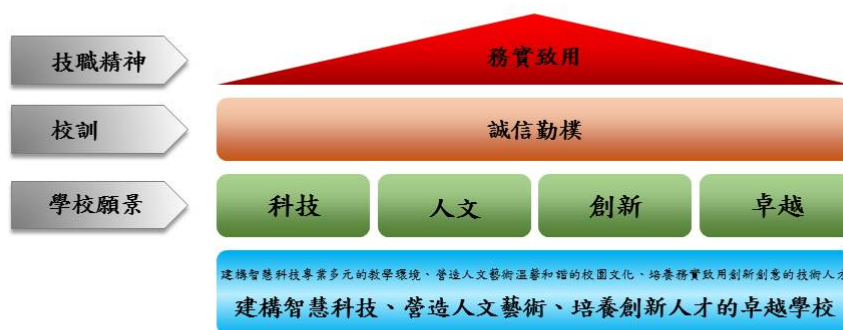 技職精神
務實致用
校訓
誠信勤樸
學校願景
科技
人文
創新
卓越
建構智慧科技專業多元的教學環境、營造人文藝術溫馨和諧的校園文化、培養務實致用創新創意的技術人才
建構智慧科技、營造人文藝術、培養創新人才的卓越學校